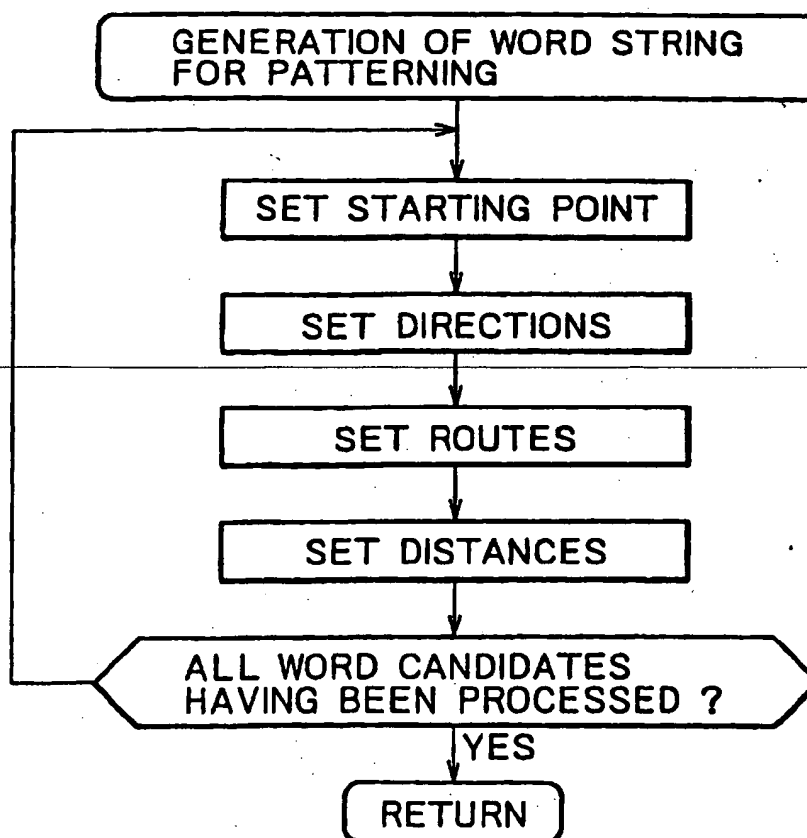 GENERATION OF WORD STRING
FOR PATTERNING
SET STARTING POINT
SET DIRECTIONS
SET ROUTES
SET DISTANCES
ALL WORD CANDIDATES
HAVING BEEN PROCESSED ?
YES
RETURN